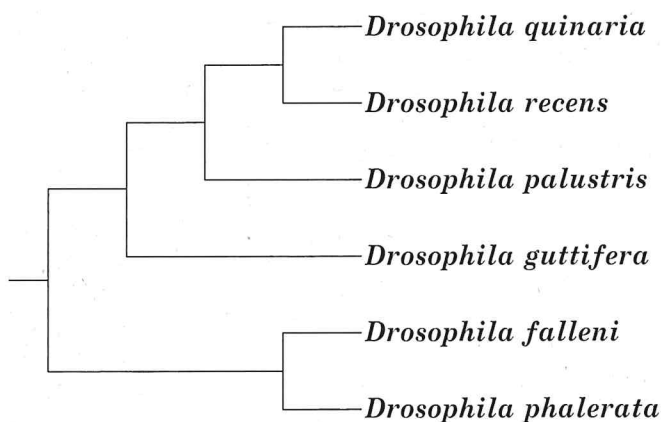 Drosophila quinaria
Drosophila recens
Drosophila palustris
Drosophila guttifera
Drosophila falleni
Drosophila phalerata